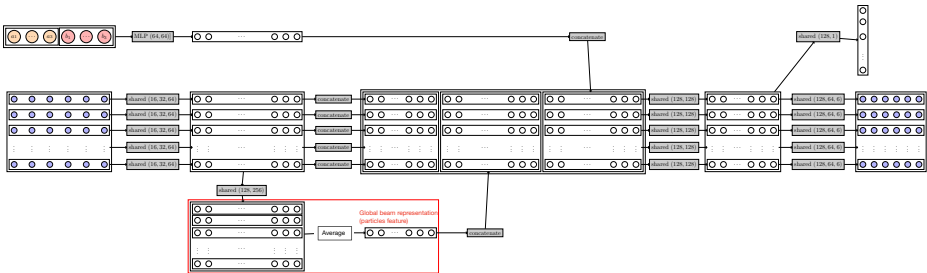 a₁ ⋯ a₂ b₁ ⋯ b₂
MLP (64, 64)]
⋯
concatenate
shared (128, 1)
shared (16, 32, 64)
⋯
concatenate
⋯
⋯
⋯
shared (128, 128)
⋯
shared (128, 64, 6)
shared (16, 32, 64)
⋯
concatenate
⋯
⋯
⋯
shared (128, 128)
⋯
shared (128, 64, 6)
shared (16, 32, 64)
⋯
concatenate
⋯
⋯
⋯
shared (128, 128)
⋯
shared (128, 64, 6)
shared (16, 32, 64)
⋯
concatenate
⋯
⋯
⋯
shared (128, 128)
⋯
shared (128, 64, 6)
shared (16, 32, 64)
⋯
concatenate
⋯
⋯
⋯
shared (128, 128)
⋯
shared (128, 64, 6)
shared (128, 256)
Global beam representation
(particles feature)
Average
concatenate